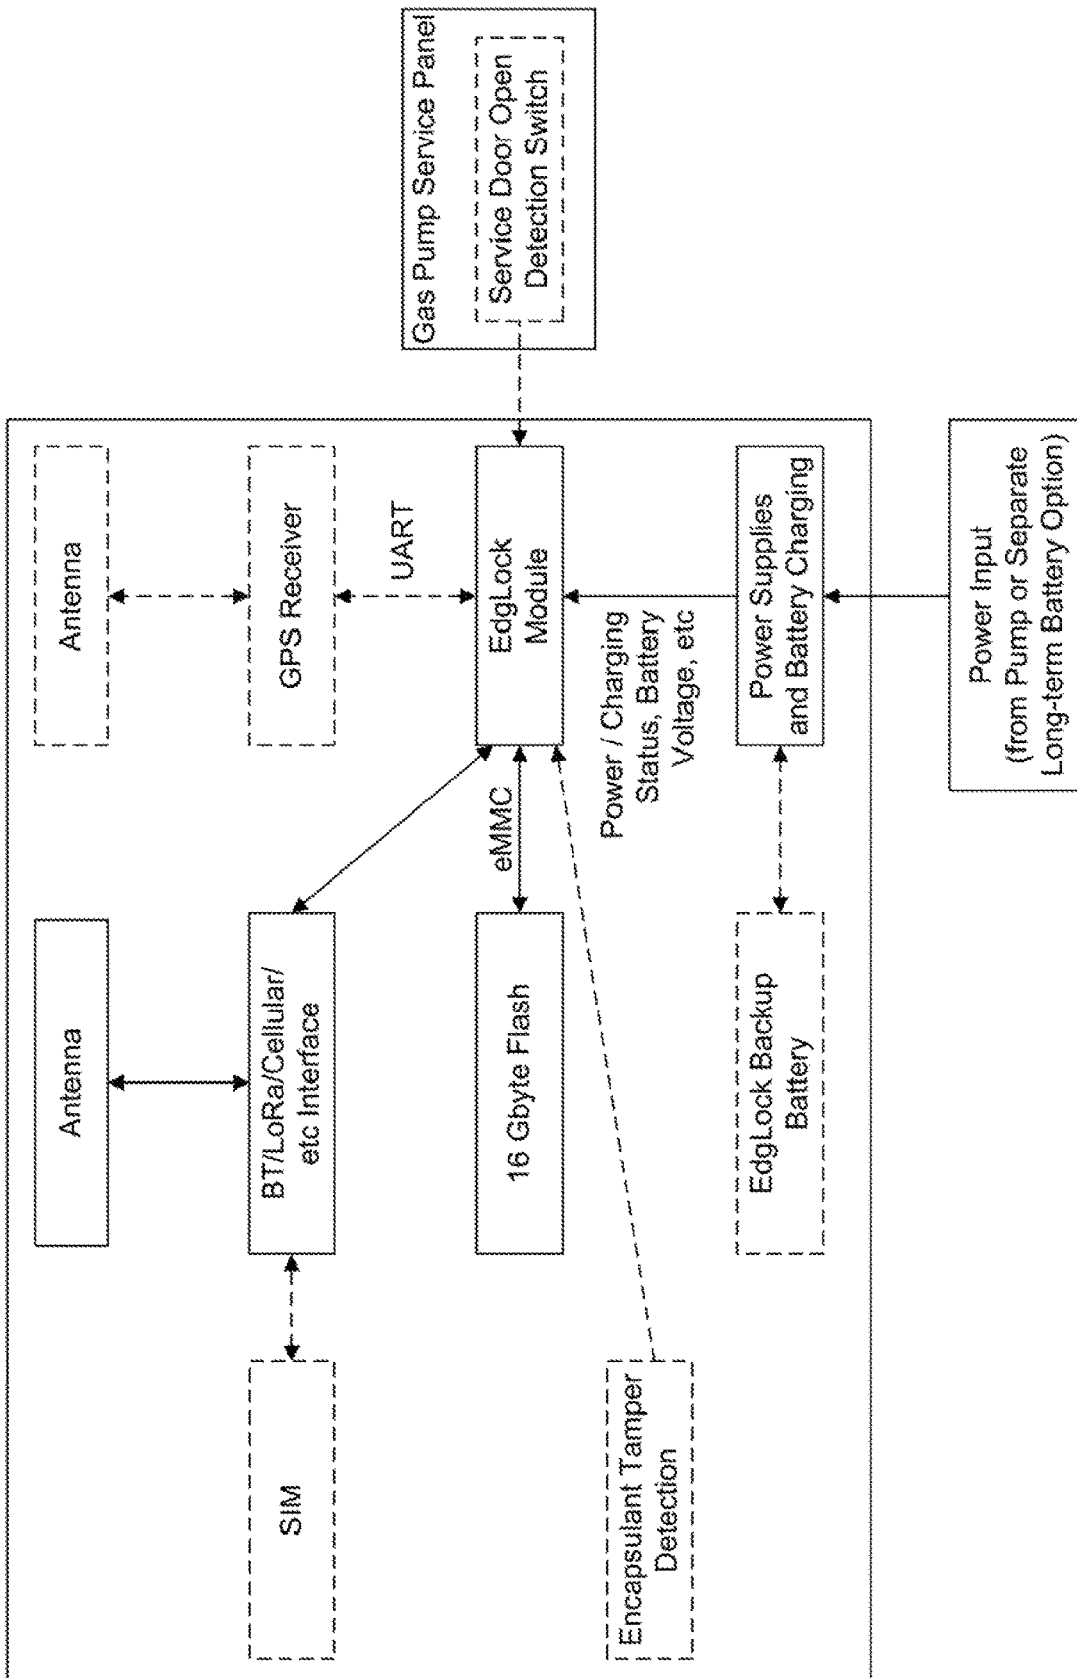 Antenna
Antenna
SIM
BT/LoRa/Cellular/
etc Interface
GPS Receiver
UART
Gas Pump Service Panel
Service Door Open
Detection Switch
16 Gbyte Flash
eMMC
EdgLock
Module
Encapsulant Tamper
Detection
Power / Charging
Status, Battery
Voltage, etc
EdgLock Backup
Battery
Power Supplies
and Battery Charging
Power Input
(from Pump or Separate
Long-term Battery Option)